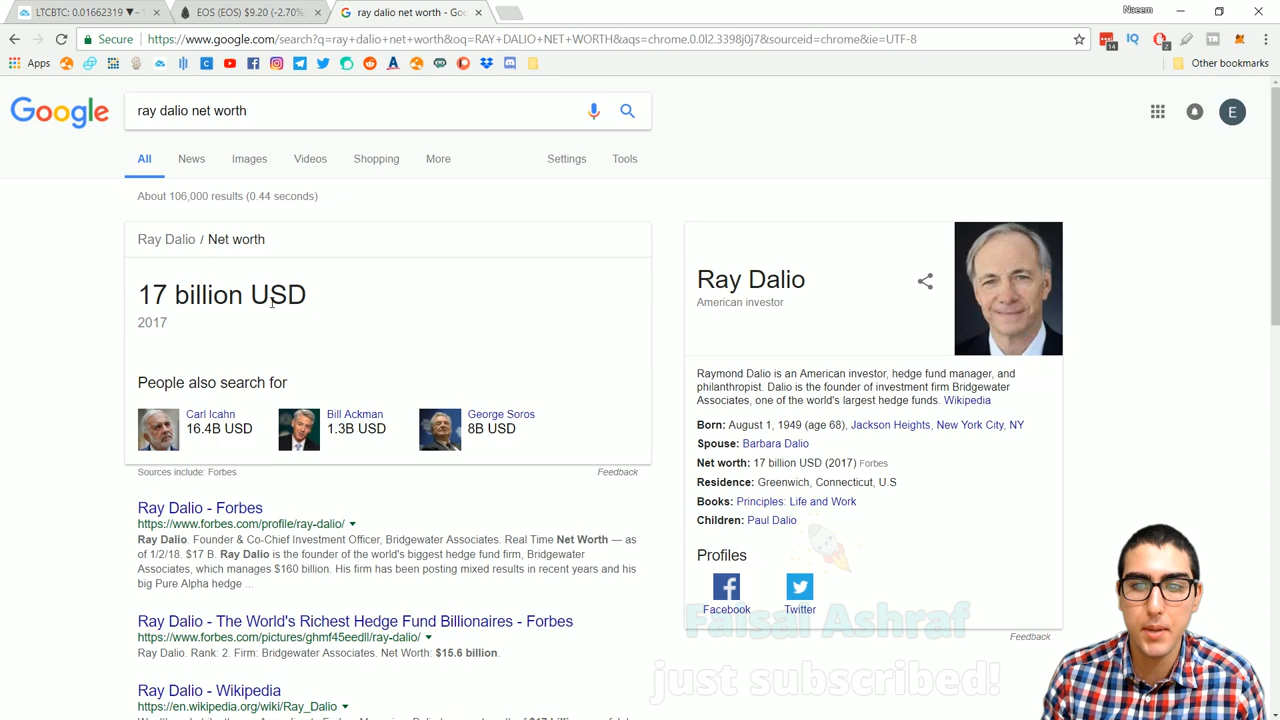 LTCBTC: 0.01662319 ▼
EOS (EOS) $9.20 (-2.70%
ray dalio net worth - Goo
Naeem
Secure
https://www.google.com/search?q=ray+dalio+net+worth&oq=RAY+DALIO+NET+WORTH&aqs=chrome.0.0l2.3398j0j7&sourceid=chrome&ie=UTF-8
14
IQ
2
Apps
Other bookmarks
Google
ray dalio net worth
E
All News Images Videos Shopping More Settings Tools
About 106,000 results (0.44 seconds)
Ray Dalio / Net worth
17 billion USD
2017
People also search for
Carl Icahn
16.4B USD
Bill Ackman
1.3B USD
George Soros
8B USD
Sources include: Forbes
Feedback
Ray Dalio - Forbes
https://www.forbes.com/profile/ray-dalio/ ▼
Ray Dalio. Founder & Co-Chief Investment Officer, Bridgewater Associates. Real Time Net Worth — as
of 1/2/18. $17 B. Ray Dalio is the founder of the world's biggest hedge fund firm, Bridgewater
Associates, which manages $160 billion. His firm has been posting mixed results in recent years and his
big Pure Alpha hedge ...
Ray Dalio - The World's Richest Hedge Fund Billionaires - Forbes
https://www.forbes.com/pictures/ghmf45eedll/ray-dalio/ ▼
Ray Dalio. Rank: 2. Firm: Bridgewater Associates. Net Worth: $15.6 billion.
Ray Dalio - Wikipedia
https://en.wikipedia.org/wiki/Ray_Dalio ▼
Ray Dalio
American investor
Raymond Dalio is an American investor, hedge fund manager, and
philanthropist. Dalio is the founder of investment firm Bridgewater
Associates, one of the world's largest hedge funds. Wikipedia
Born: August 1, 1949 (age 68), Jackson Heights, New York City, NY
Spouse: Barbara Dalio
Net worth: 17 billion USD (2017) Forbes
Residence: Greenwich, Connecticut, U.S
Books: Principles: Life and Work
Children: Paul Dalio
Profiles
Facebook
Twitter
Faisal Ashraf
just subscribed!
Feedback